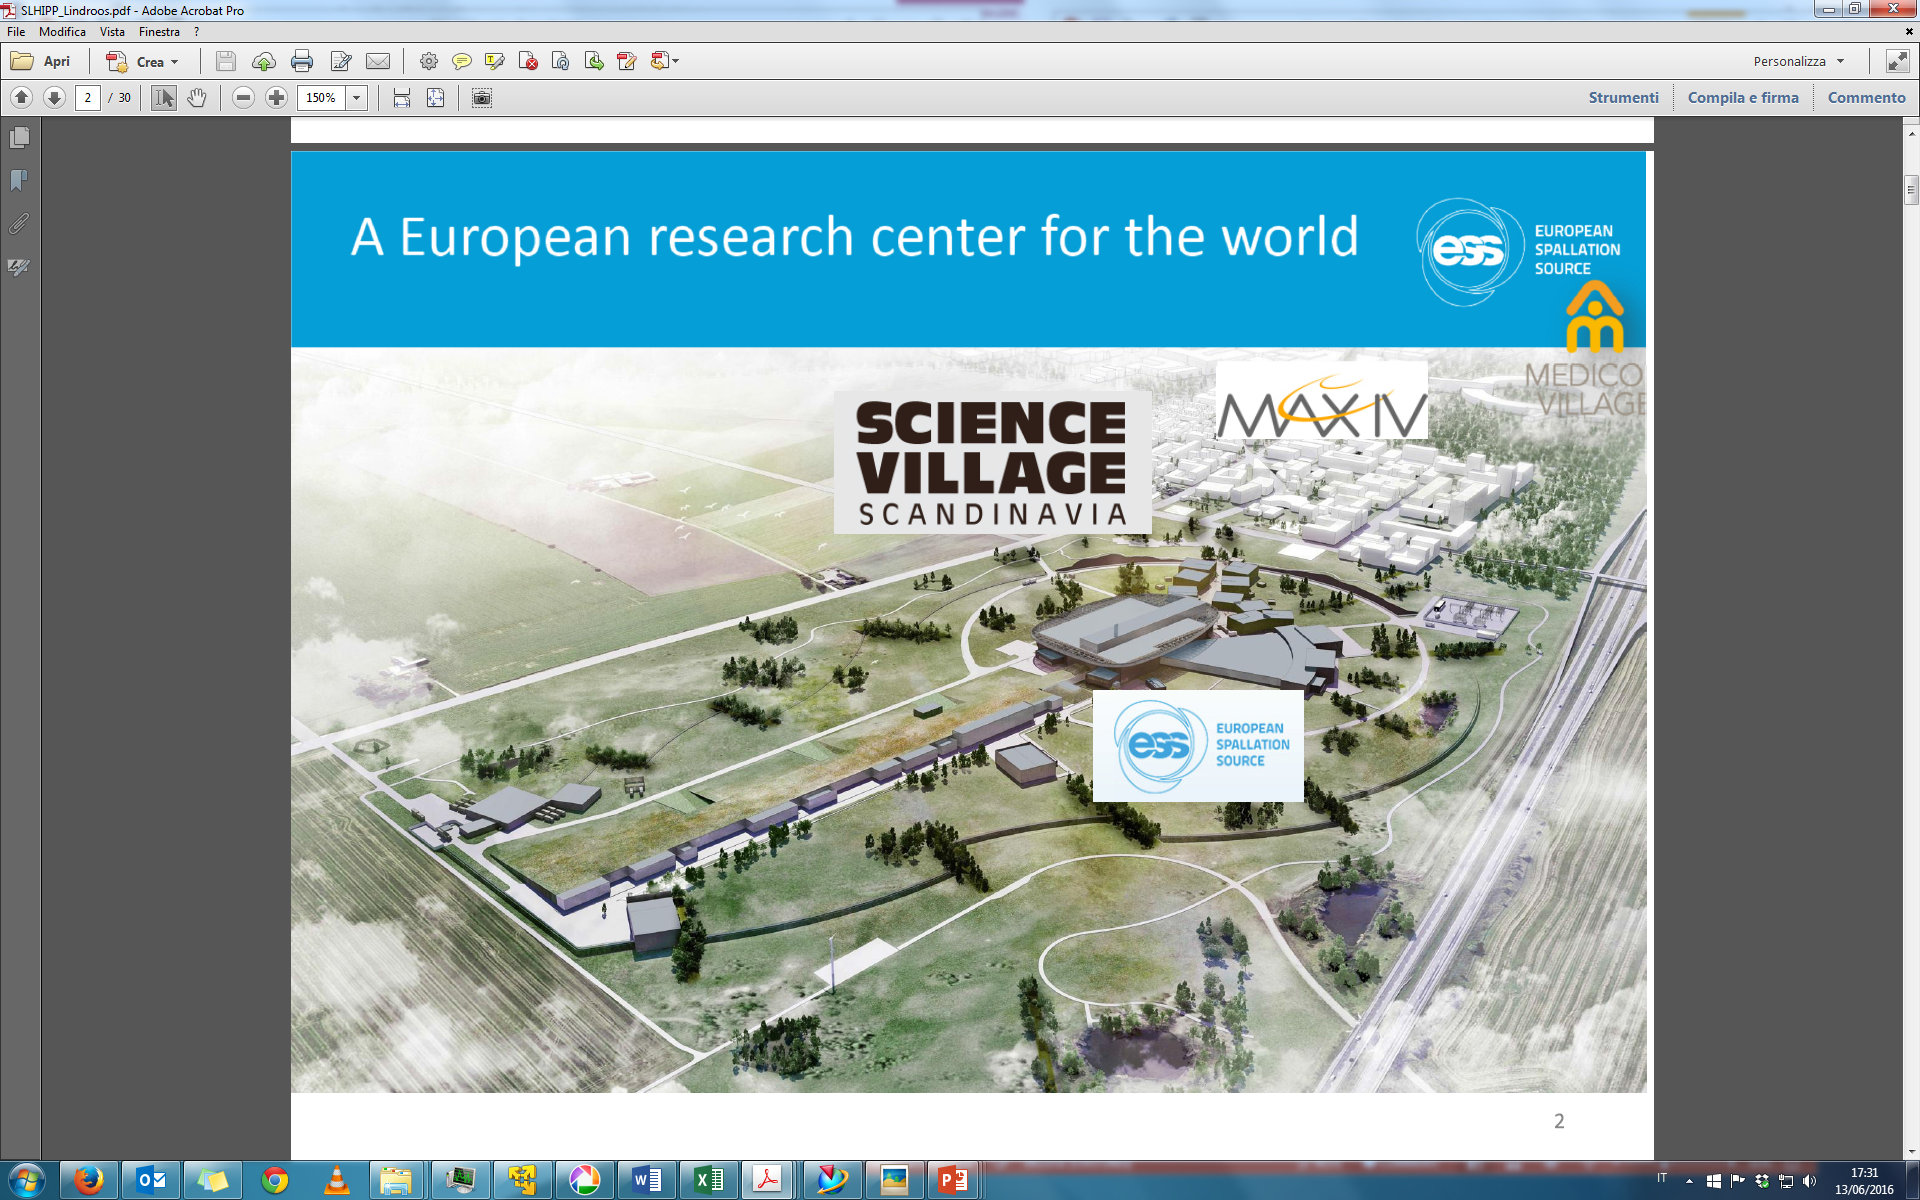 SLHIPP_Lindroos.pdf - Adobe Acrobat Pro
File Modifica Vista Finestra ?
Apri Crea Personalizza
2 / 30 150% Strumenti Compila e firma Commento
A European research center for the world
ess
EUROPEAN
SPALLATION
SOURCE
MEDICO
VILLAGE
MAX IV
SCIENCE
VILLAGE
SCANDINAVIA
ess
EUROPEAN
SPALLATION
SOURCE
2
IT
17:31
13/06/2016